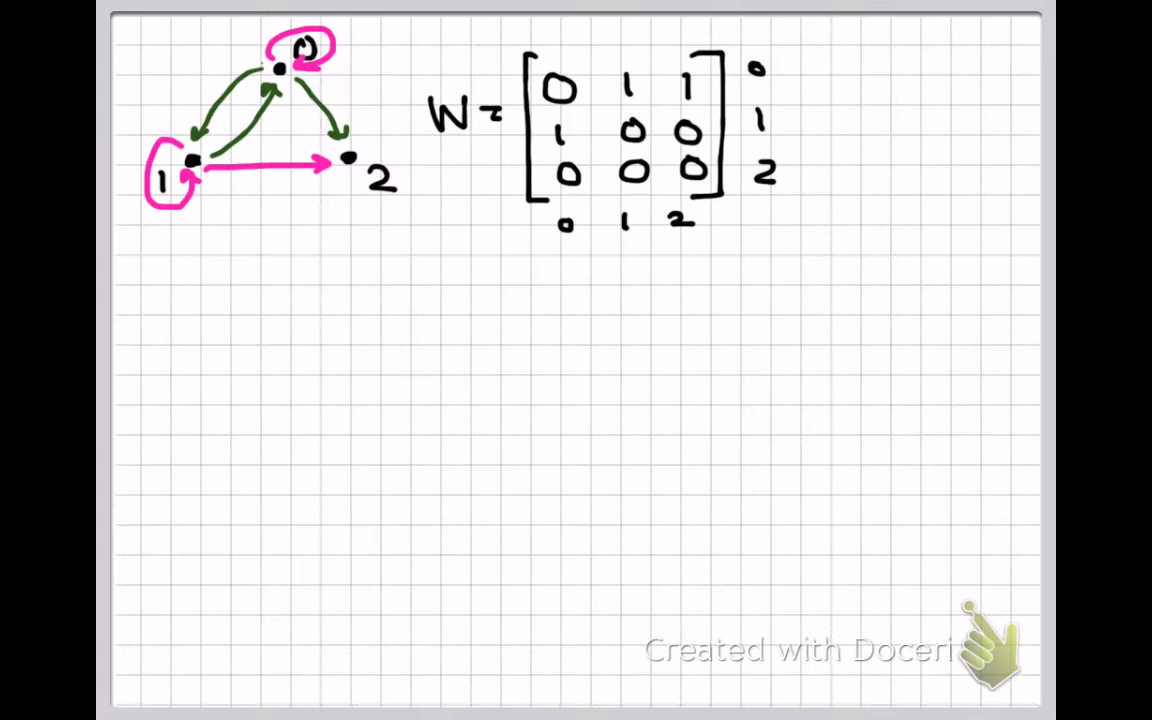 0
1
2
W = [ 0 1 1 ] 0
1 0 0 1
0 0 0 2
0 1 2
Created with Doceri